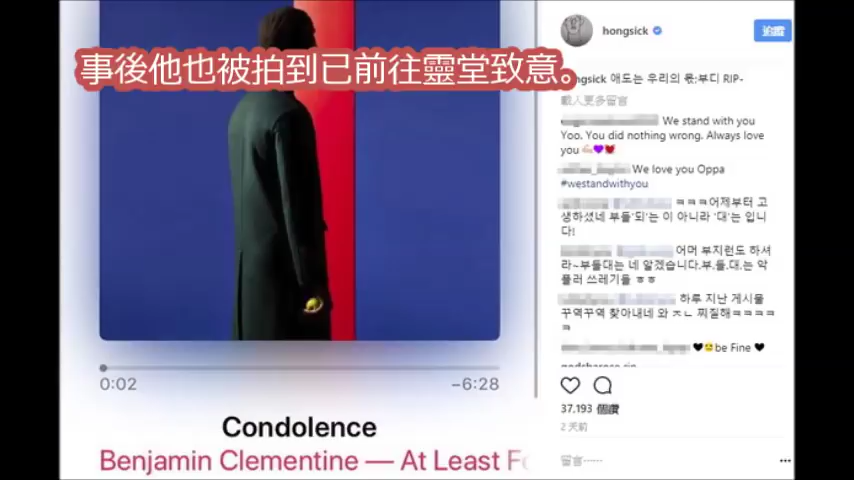 事後他也被拍到已前往靈堂致意。
0:02
-6:28
Condolence
Benjamin Clementine — At Least Fo
hongsick
追蹤
ngsick 애도는 우리의 몫;부디 RIP-
載入更多留言
We stand with you
Yoo. You did nothing wrong. Always love
you 💪🏻💜💓
We love you Oppa
#westandwithyou
ㅋㅋㅋ어제부터 고
생하셨네 부들'되'는 이 아니라 '대'는 입니
다!
어머 부지런도 하셔
라~부들대는 네 알겠습니다.부.들.대.는 악
플러 쓰레기들 ㅎㅎ
하루 지난 게시물
꾸역꾸역 찾아내네 와 ㅈㄴ 찌질해ㅋㅋㅋㅋ
ㅋ
🖤😢be Fine 🖤
37,193 個讚
2 天前
留言······